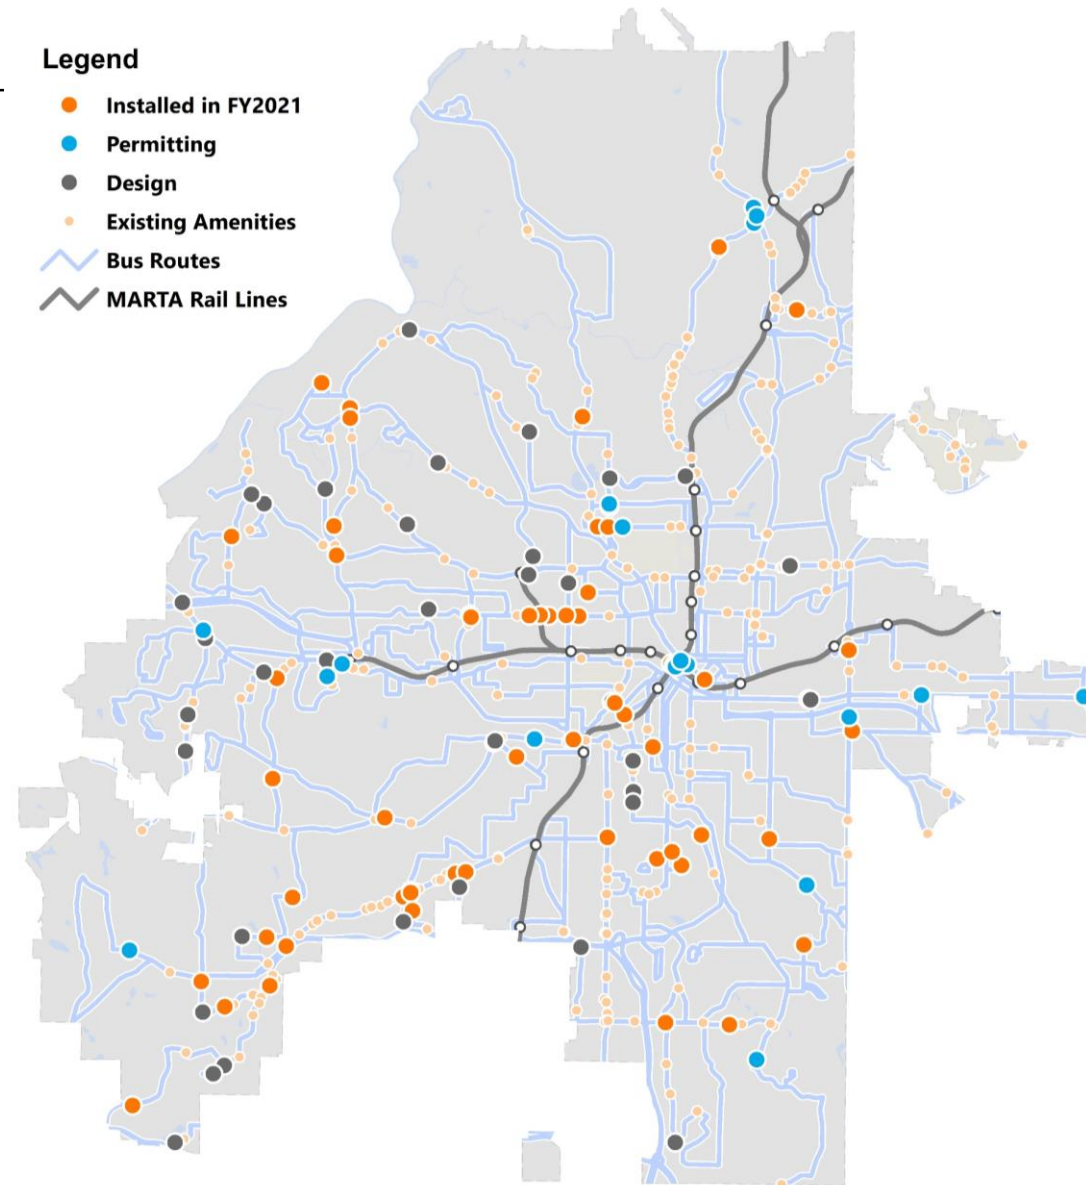 Legend
Installed in FY2021
Permitting
Design
Existing Amenities
Bus Routes
MARTA Rail Lines